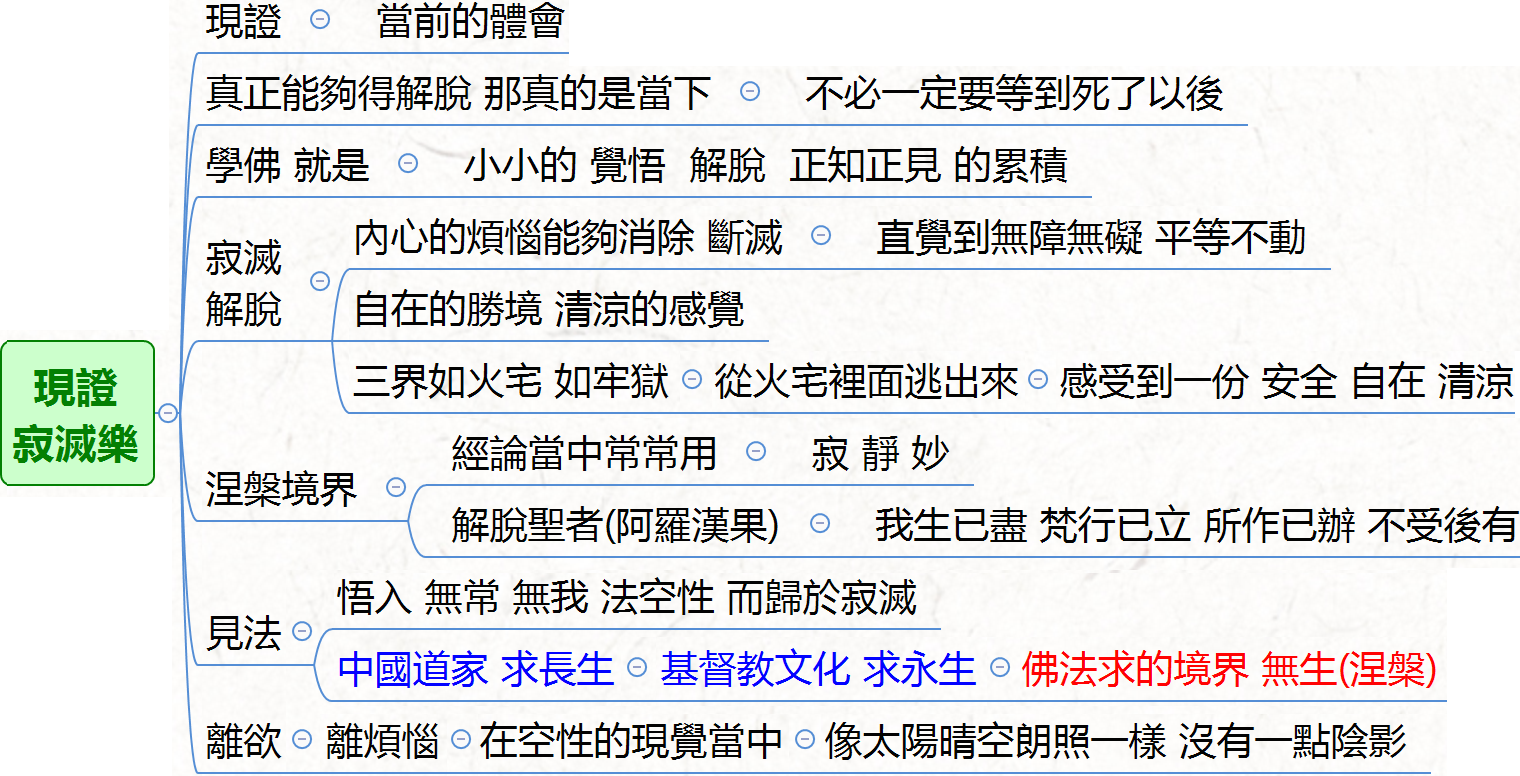 現證 當前的體會
真正能夠得解脫 那真的是當下 不必一定要等到死了以後
學佛 就是 小小的 覺悟 解脫 正知正見 的累積
寂滅
解脫
內心的煩惱能夠消除 斷滅 直覺到無障無礙 平等不動
自在的勝境 清涼的感覺
三界如火宅 如牢獄 從火宅裡面逃出來 感受到一份 安全 自在 清涼
現證
寂滅樂
涅槃境界
經論當中常常用 寂 靜 妙
解脫聖者(阿羅漢果) 我生已盡 梵行已立 所作已辦 不受後有
見法
悟入 無常 無我 法空性 而歸於寂滅
中國道家 求長生 基督教文化 求永生 佛法求的境界 無生(涅槃)
離欲 離煩惱 在空性的現覺當中 像太陽晴空朗照一樣 沒有一點陰影